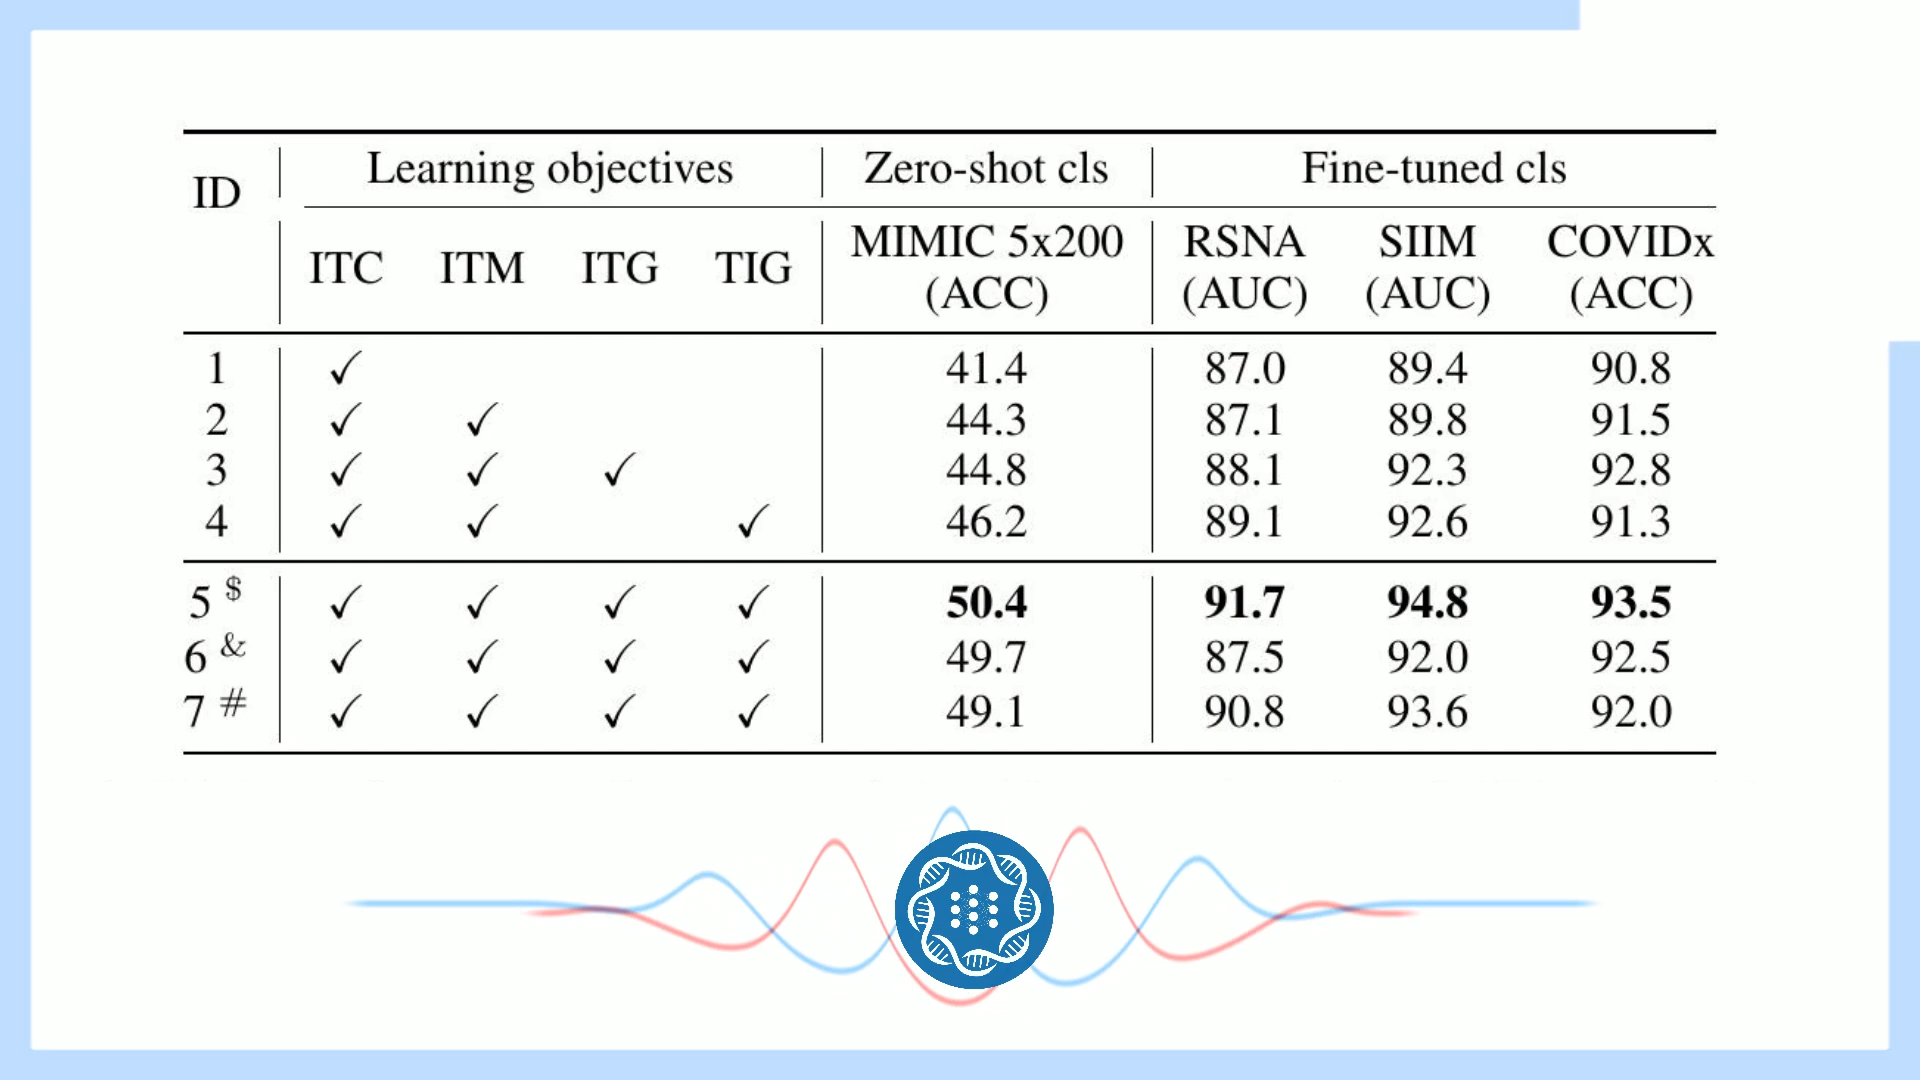 ID Learning objectives Zero-shot cls Fine-tuned cls
ITC ITM ITG TIG MIMIC 5x200 (ACC) RSNA (AUC) SIIM (AUC) COVIDx (ACC)
1 ✓ 41.4 87.0 89.4 90.8
2 ✓ ✓ 44.3 87.1 89.8 91.5
3 ✓ ✓ ✓ 44.8 88.1 92.3 92.8
4 ✓ ✓ ✓ 46.2 89.1 92.6 91.3
5 $ ✓ ✓ ✓ ✓ 50.4 91.7 94.8 93.5
6 & ✓ ✓ ✓ ✓ 49.7 87.5 92.0 92.5
7 # ✓ ✓ ✓ ✓ 49.1 90.8 93.6 92.0